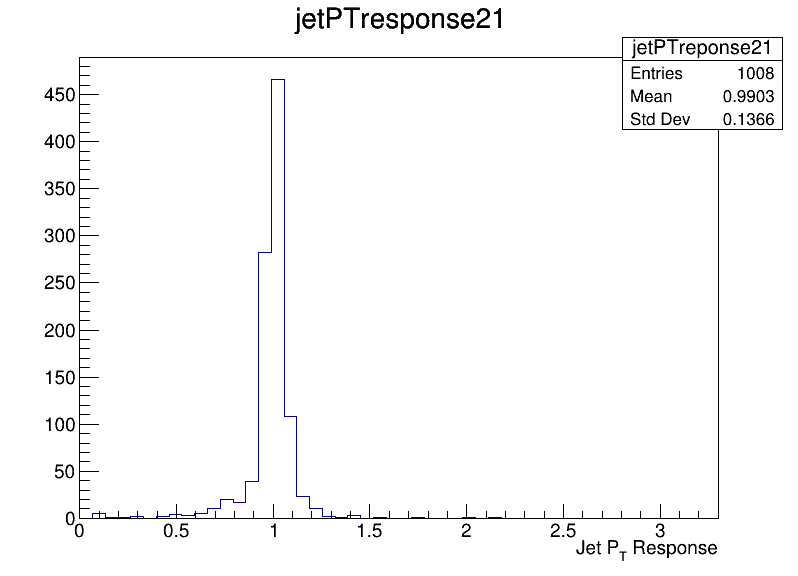 jetPTresponse21
jetPTreponse21
Entries 1008
Mean 0.9903
Std Dev 0.1366
450
400
350
300
250
200
150
100
50
0
0 0.5 1 1.5 2 2.5 3
Jet PT Response